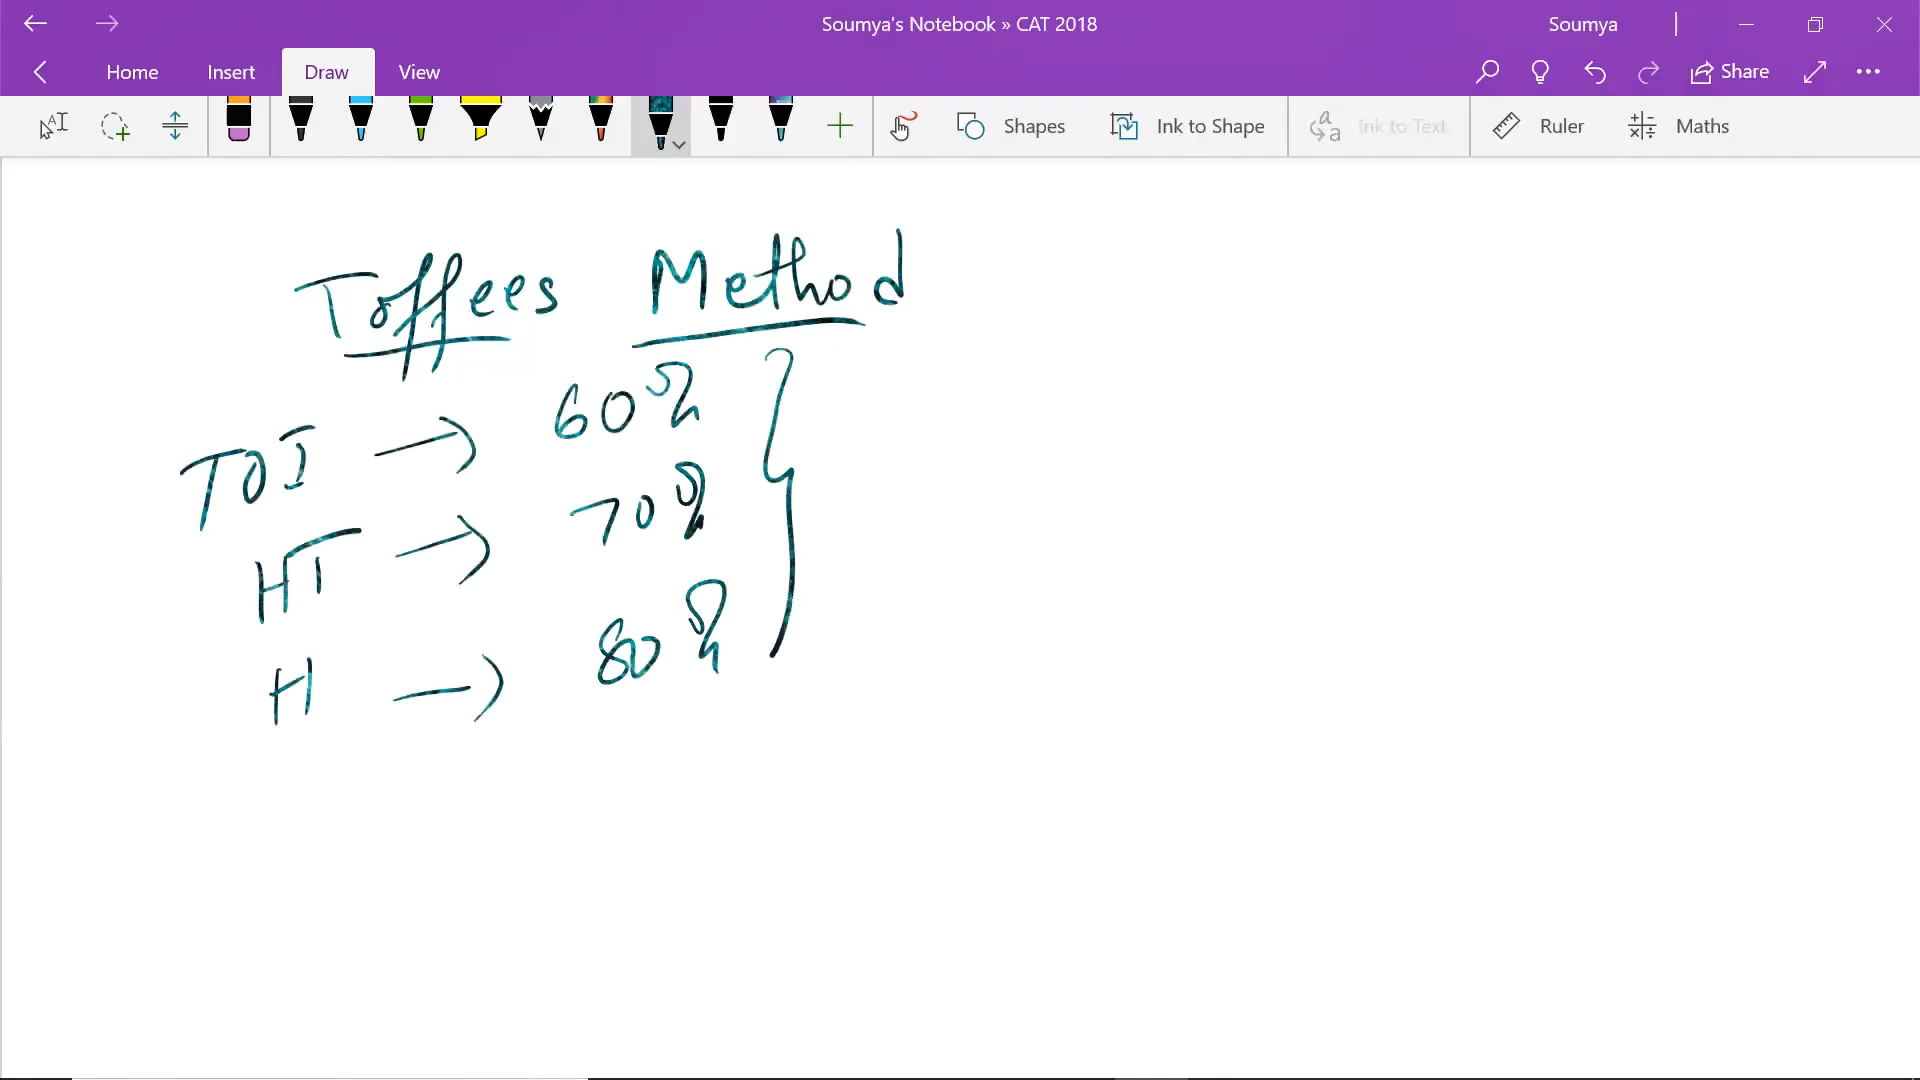 Soumya's Notebook » CAT 2018
Soumya
Home Insert Draw View
Share
Shapes Ink to Shape Ink to Text Ruler Maths
Toffees Method
TOI → 60%
HT → 70%
H → 80%